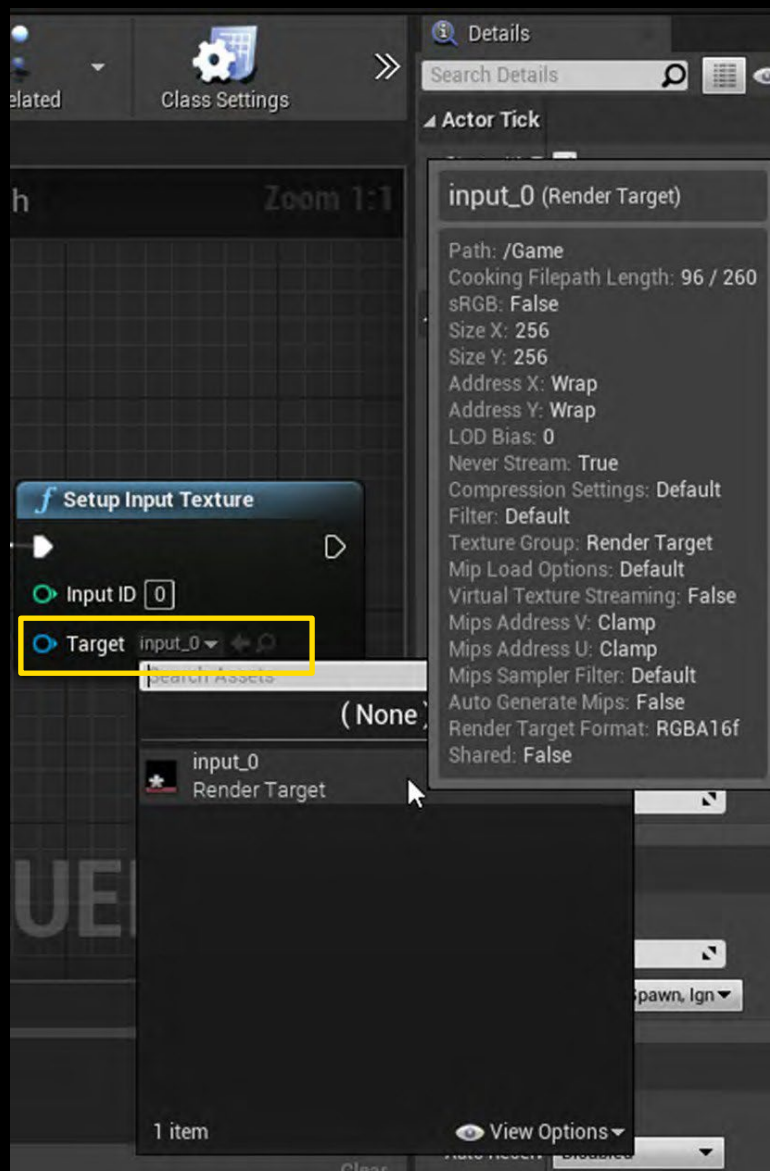 elated
Class Settings
Details
Search Details
Actor Tick
h
Zoom 1:1
input_0 (Render Target)
Path: /Game
Cooking Filepath Length: 96 / 260
sRGB: False
Size X: 256
Size Y: 256
Address X: Wrap
Address Y: Wrap
LOD Bias: 0
Never Stream: True
Compression Settings: Default
Filter: Default
Texture Group: Render Target
Mip Load Options: Default
Virtual Texture Streaming: False
Mips Address V: Clamp
Mips Address U: Clamp
Mips Sampler Filter: Default
Auto Generate Mips: False
Render Target Format: RGBA16f
Shared: False
f Setup Input Texture
Input ID 0
Target input_0
Search Assets
(None)
input_0
Render Target
UE
pawn, Ign
1 item
View Options
Clear